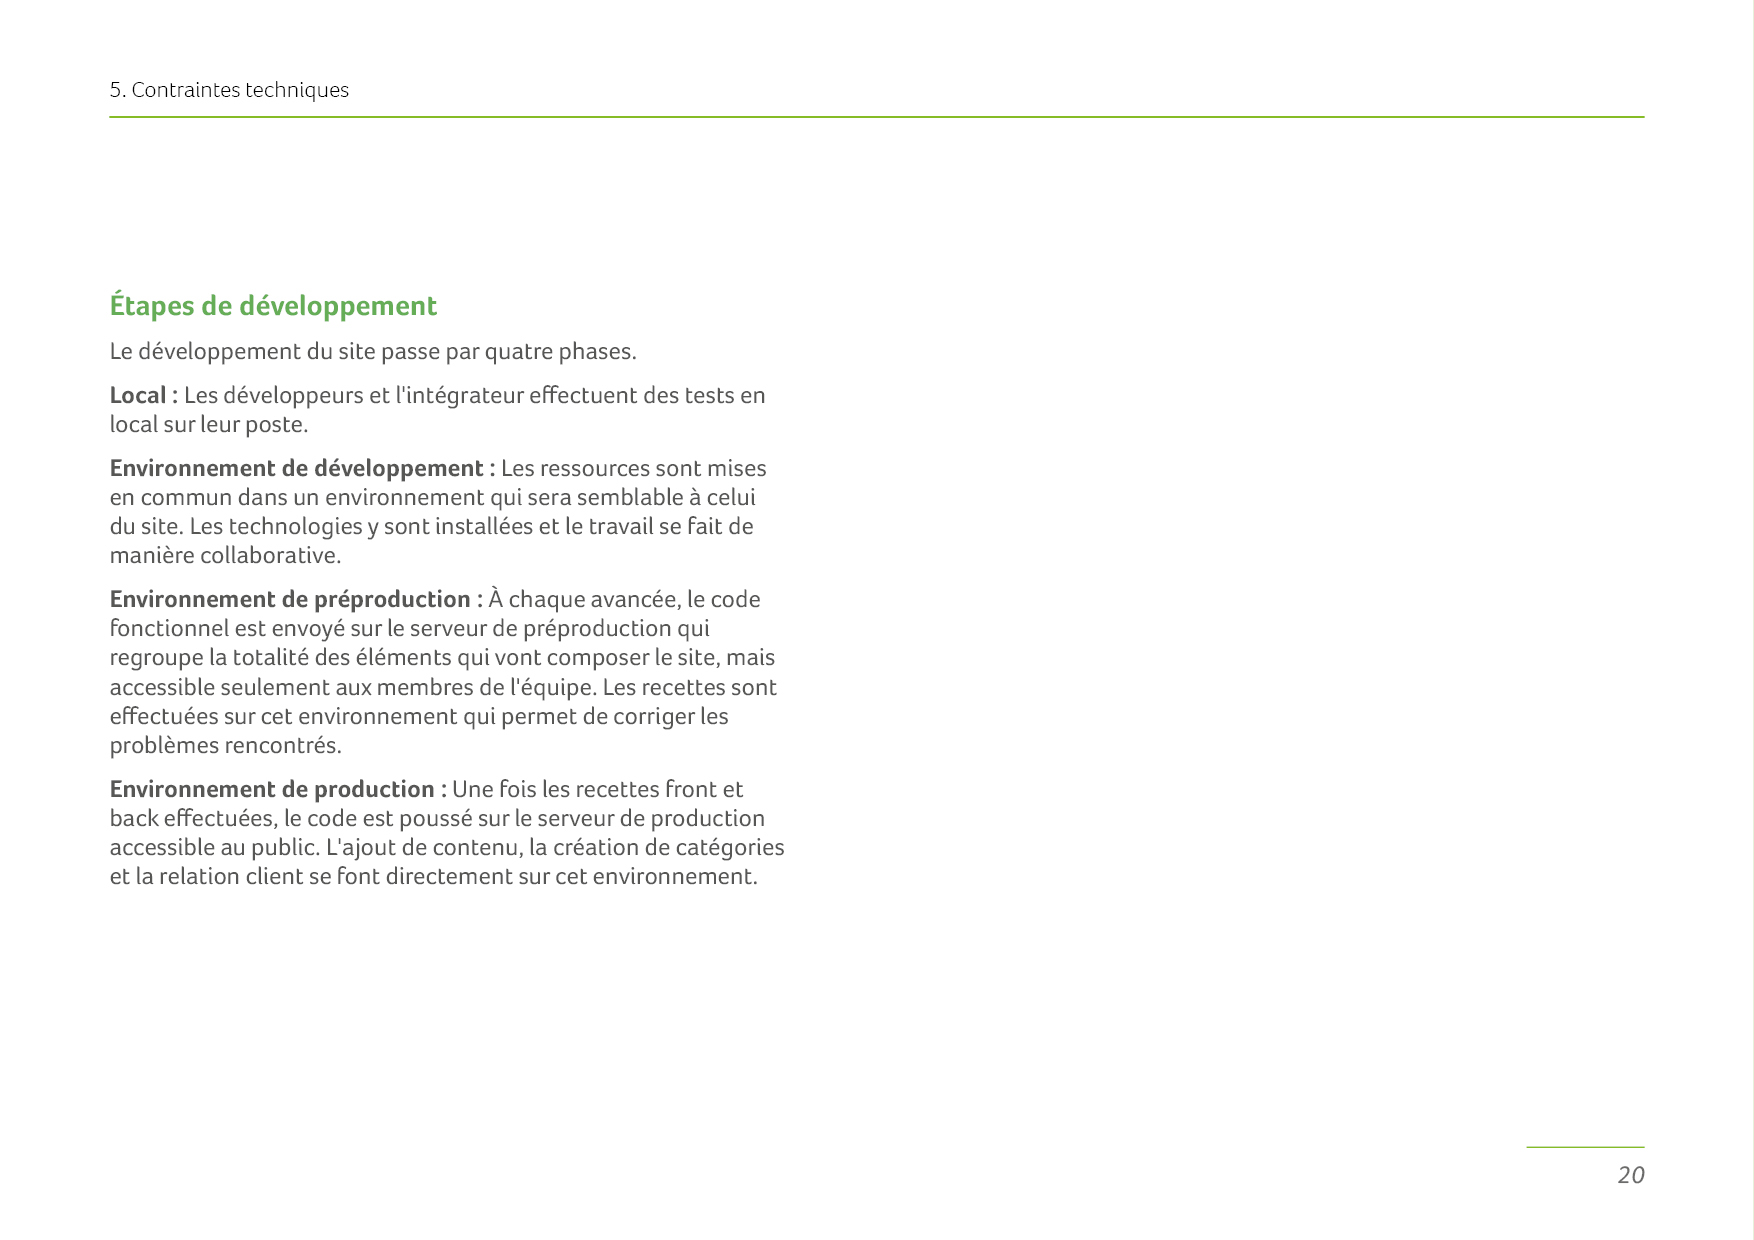 5. Contraintes techniques
Étapes de développement
Le développement du site passe par quatre phases.
Local : Les développeurs et l'intégrateur effectuent des tests en
local sur leur poste.
Environnement de développement : Les ressources sont mises
en commun dans un environnement qui sera semblable à celui
du site. Les technologies y sont installées et le travail se fait de
manière collaborative.
Environnement de préproduction : À chaque avancée, le code
fonctionnel est envoyé sur le serveur de préproduction qui
regroupe la totalité des éléments qui vont composer le site, mais
accessible seulement aux membres de l'équipe. Les recettes sont
effectuées sur cet environnement qui permet de corriger les
problèmes rencontrés.
Environnement de production : Une fois les recettes front et
back effectuées, le code est poussé sur le serveur de production
accessible au public. L'ajout de contenu, la création de catégories
et la relation client se font directement sur cet environnement.
20